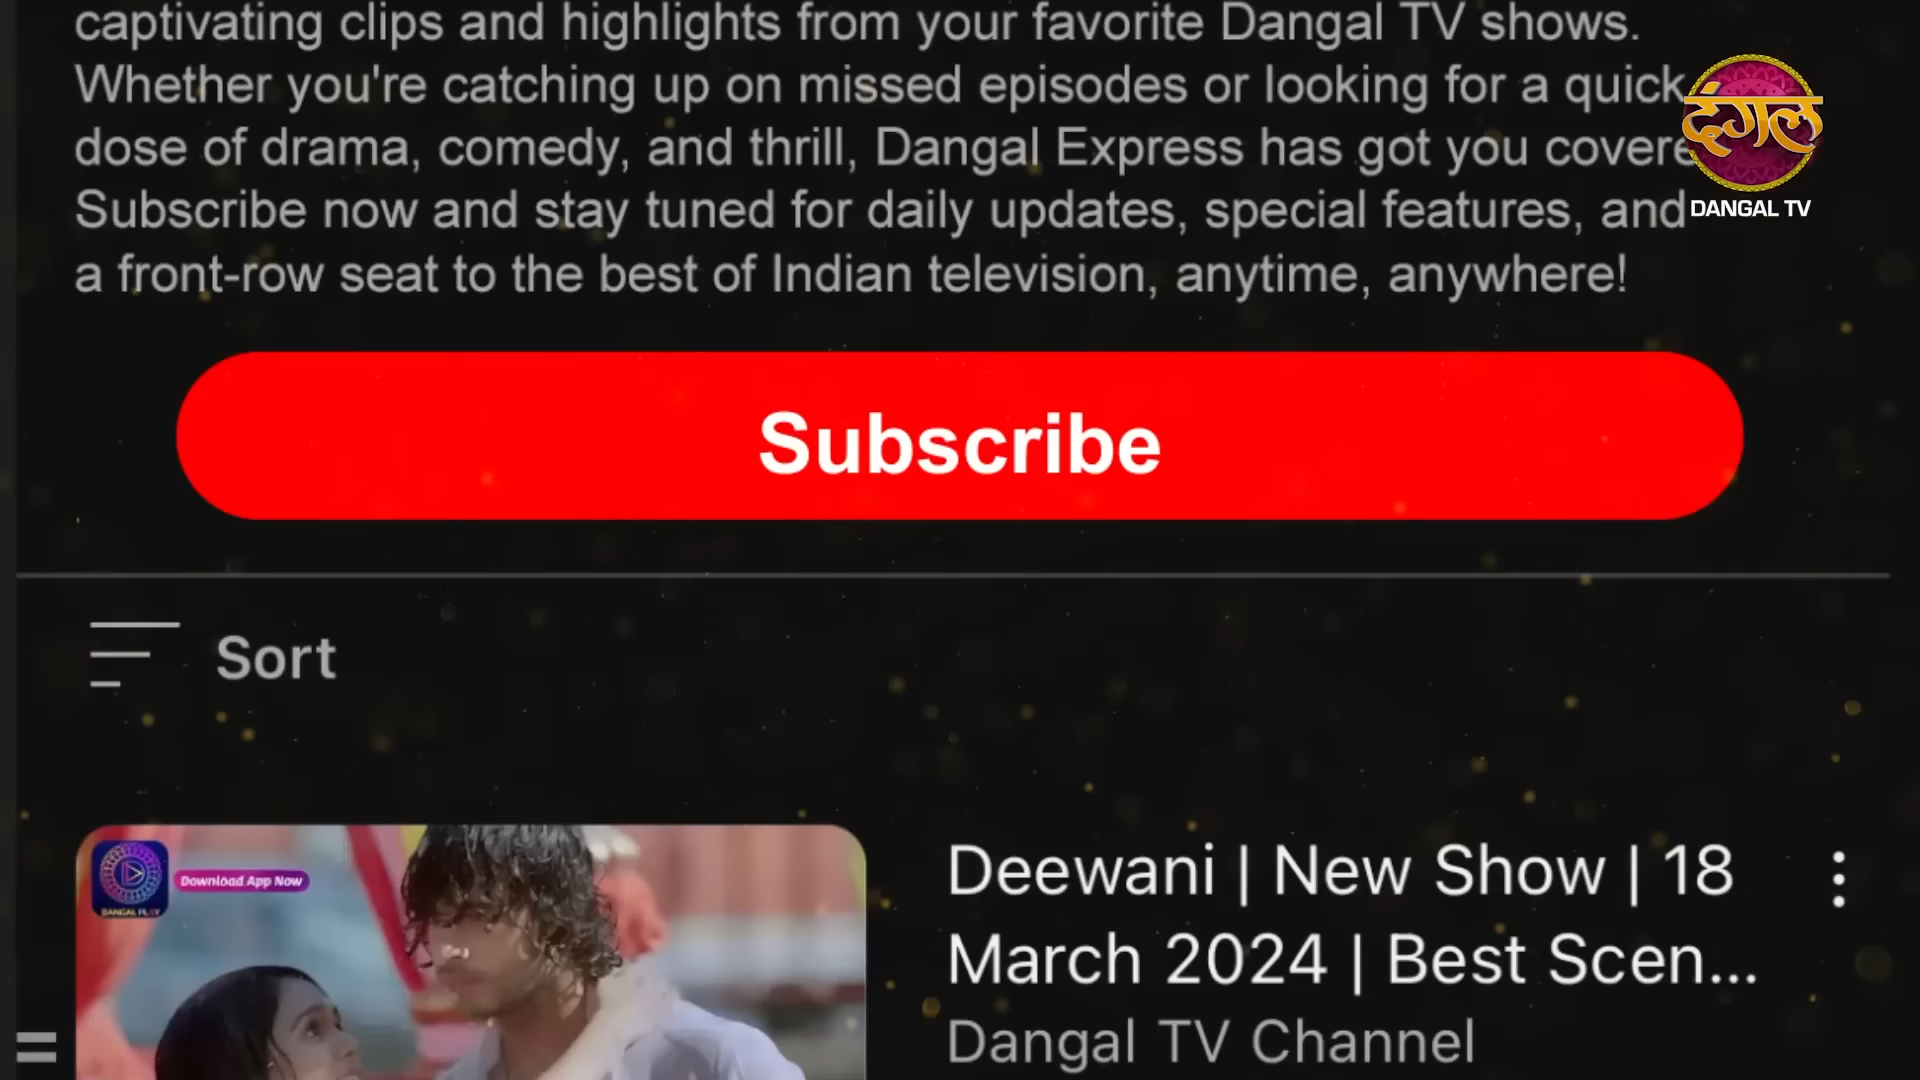 captivating clips and highlights from your favorite Dangal TV shows.
Whether you're catching up on missed episodes or looking for a quick
dose of drama, comedy, and thrill, Dangal Express has got you covere
Subscribe now and stay tuned for daily updates, special features, and
a front-row seat to the best of Indian television, anytime, anywhere!
दंगल
DANGAL TV
Subscribe
Sort
Download App Now
DANGAL PLAY
Deewani | New Show | 18
March 2024 | Best Scen...
Dangal TV Channel